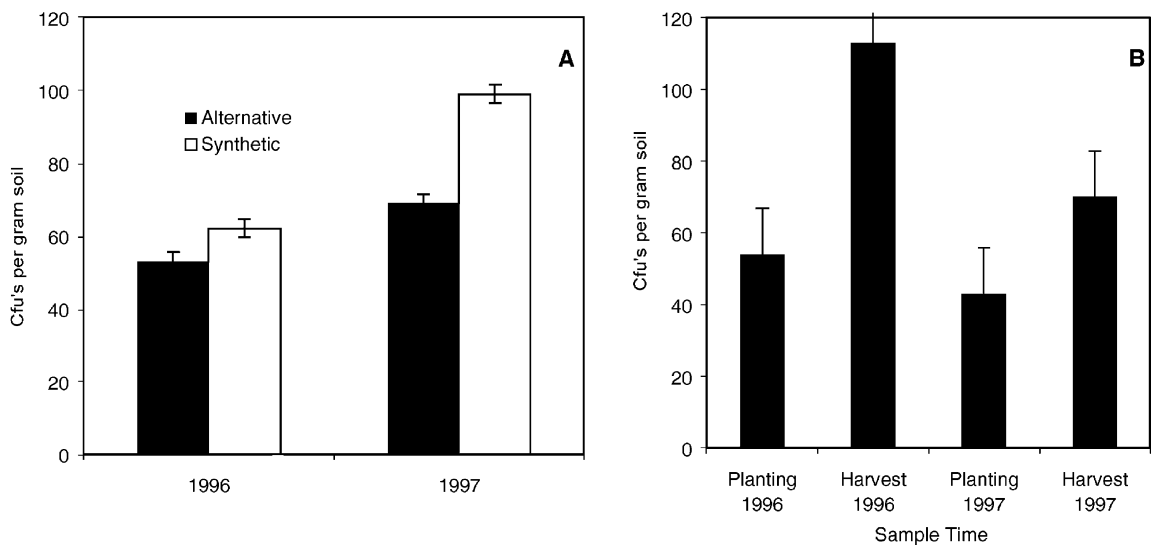 120
100
80
60
40
20
0
Cfu's per gram soil
A
Alternative
Synthetic
1996
1997
120
100
80
60
40
20
0
Cfu's per gram soil
B
Planting
1996
Harvest
1996
Planting
1997
Harvest
1997
Sample Time